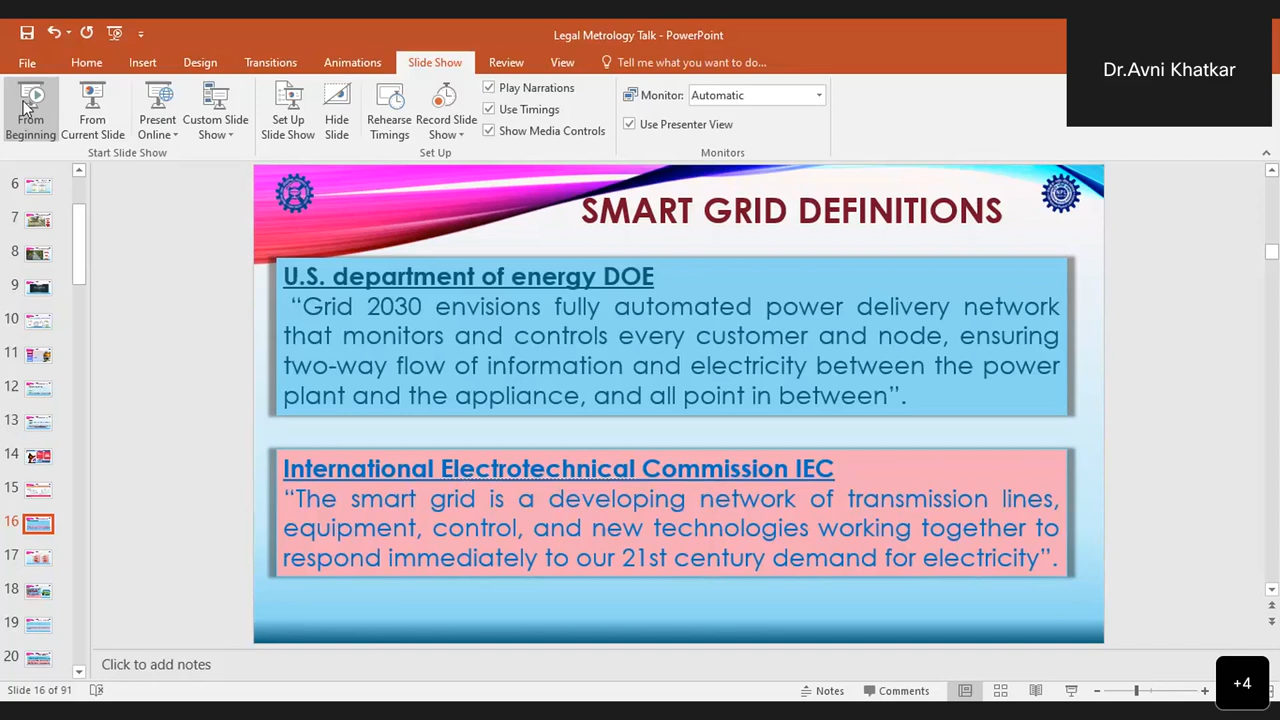 Legal Metrology Talk - PowerPoint
File Home Insert Design Transitions Animations Slide Show Review View Tell me what you want to do...
Dr.Avni Khatkar
From Beginning
From Current Slide
Present Online
Custom Slide Show
Start Slide Show
Set Up Slide Show
Hide Slide
Rehearse Timings
Record Slide Show
Play Narrations
Use Timings
Show Media Controls
Set Up
Monitor: Automatic
Use Presenter View
Monitors
6
7
8
9
10
11
12
13
14
15
16
17
18
19
20
SMART GRID DEFINITIONS
U.S. department of energy DOE
“Grid 2030 envisions fully automated power delivery network
that monitors and controls every customer and node, ensuring
two-way flow of information and electricity between the power
plant and the appliance, and all point in between”.
International Electrotechnical Commission IEC
“The smart grid is a developing network of transmission lines,
equipment, control, and new technologies working together to
respond immediately to our 21st century demand for electricity”.
Click to add notes
Slide 16 of 91
Notes
Comments
+4